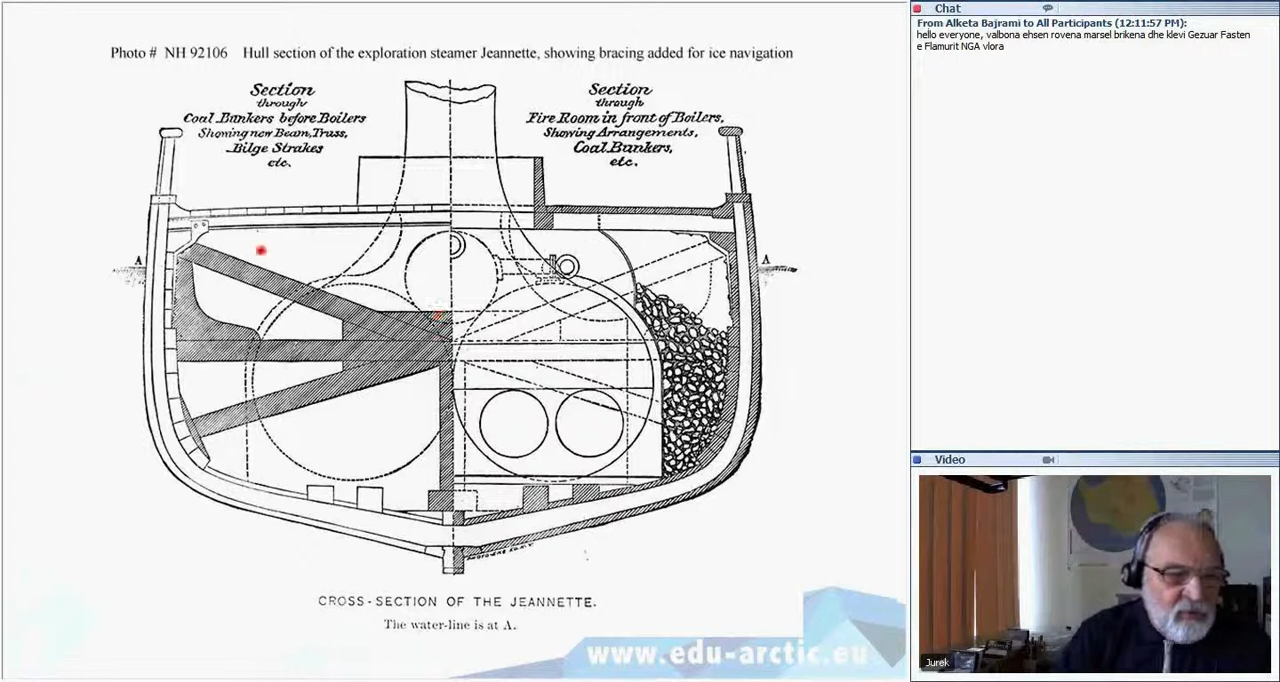 Photo # NH 92106 Hull section of the exploration steamer Jeannette, showing bracing added for ice navigation
Section
through
Coal Bunkers before Boilers
Showing new Beam, Truss,
Bilge Strakes
etc.
Section
through
Fire Room in front of Boilers,
Showing Arrangements,
Coal Bunkers,
etc.
A
A
CROSS-SECTION OF THE JEANNETTE.
The water-line is at A.
www.edu-arctic.eu
Chat
From Alketa Bajrami to All Participants (12:11:57 PM):
hello everyone, valbona ehsen rovena marsel brikena dhe klevi Gezuar Fasten
e Flamurit NGA vlora
Video
Jurek